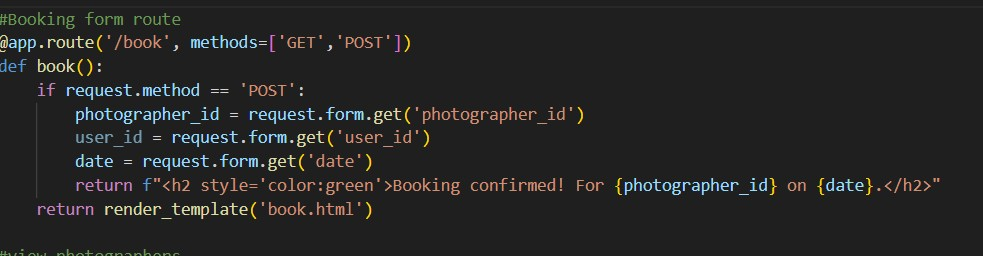 #Booking form route
@app.route('/book', methods=['GET','POST'])
def book():
    if request.method == 'POST':
        photographer_id = request.form.get('photographer_id')
        user_id = request.form.get('user_id')
        date = request.form.get('date')
        return f"<h2 style='color:green'>Booking confirmed! For {photographer_id} on {date}.</h2>"
    return render_template('book.html')
#view photographers